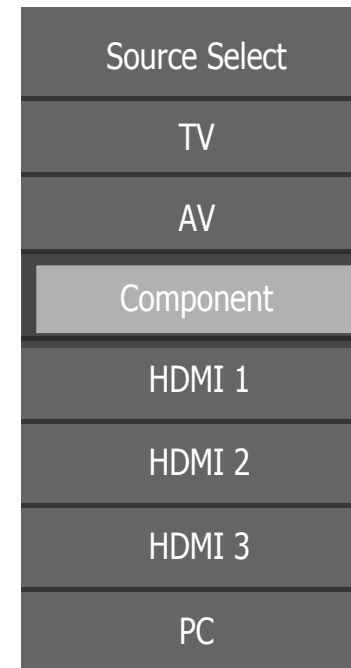 Source Select
TV
AV
Component
HDMI 1
HDMI 2
HDMI 3
PC